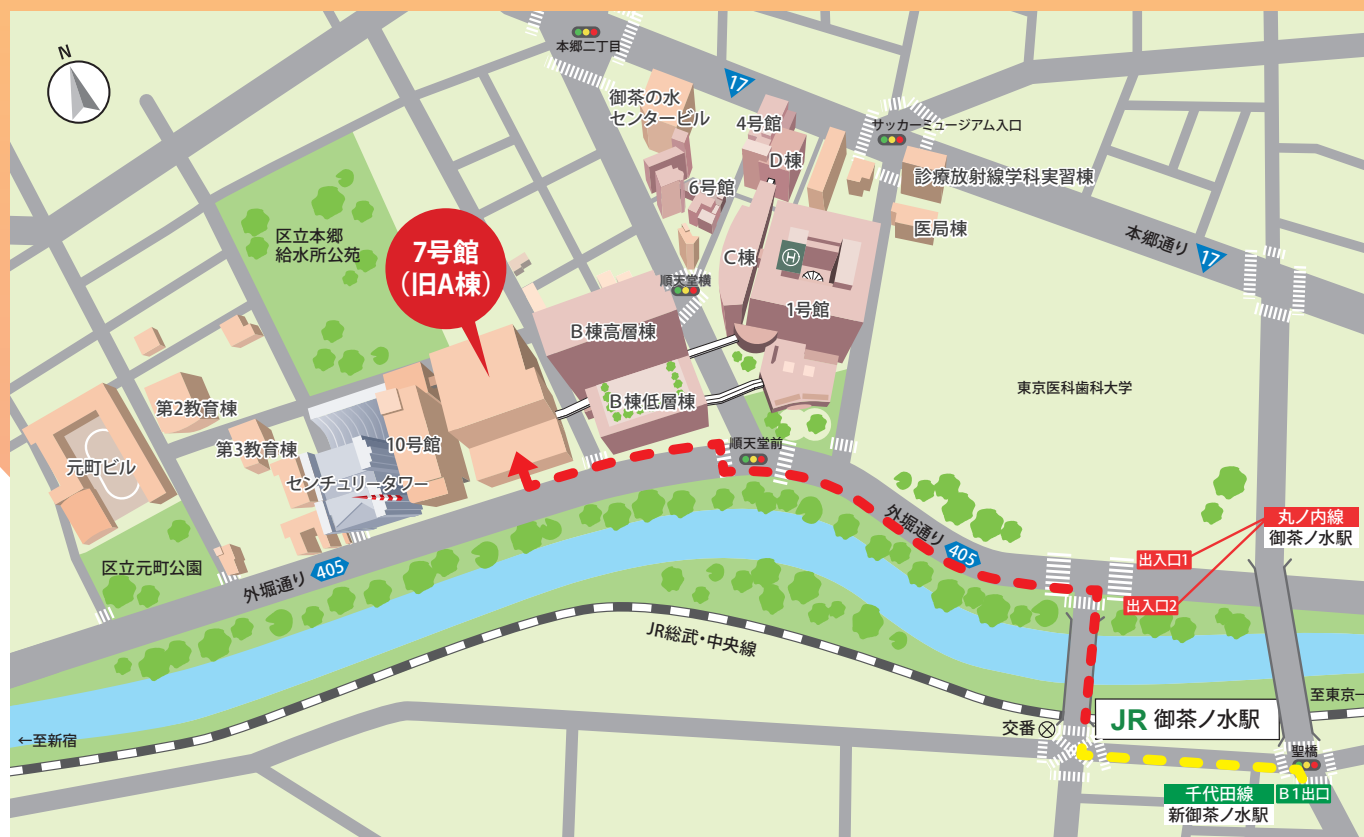 N
本郷二丁目
17
御茶の水
センタービル
4号館
サッカーミュージアム入口
D棟
診療放射線学科実習棟
6号館
医局棟
区立本郷
給水所公苑
7号館
（旧A棟）
C棟
H
本郷通り
17
順天堂横
1号館
B棟高層棟
東京医科歯科大学
B棟低層棟
第2教育棟
第3教育棟
10号館
順天堂前
元町ビル
センチュリータワー
外堀通り
405
丸ノ内線
御茶ノ水駅
出入口1
出入口2
区立元町公園
外堀通り
405
JR総武・中央線
至東京
JR 御茶ノ水駅
交番
←至新宿
聖橋
千代田線
新御茶ノ水駅
B1出口